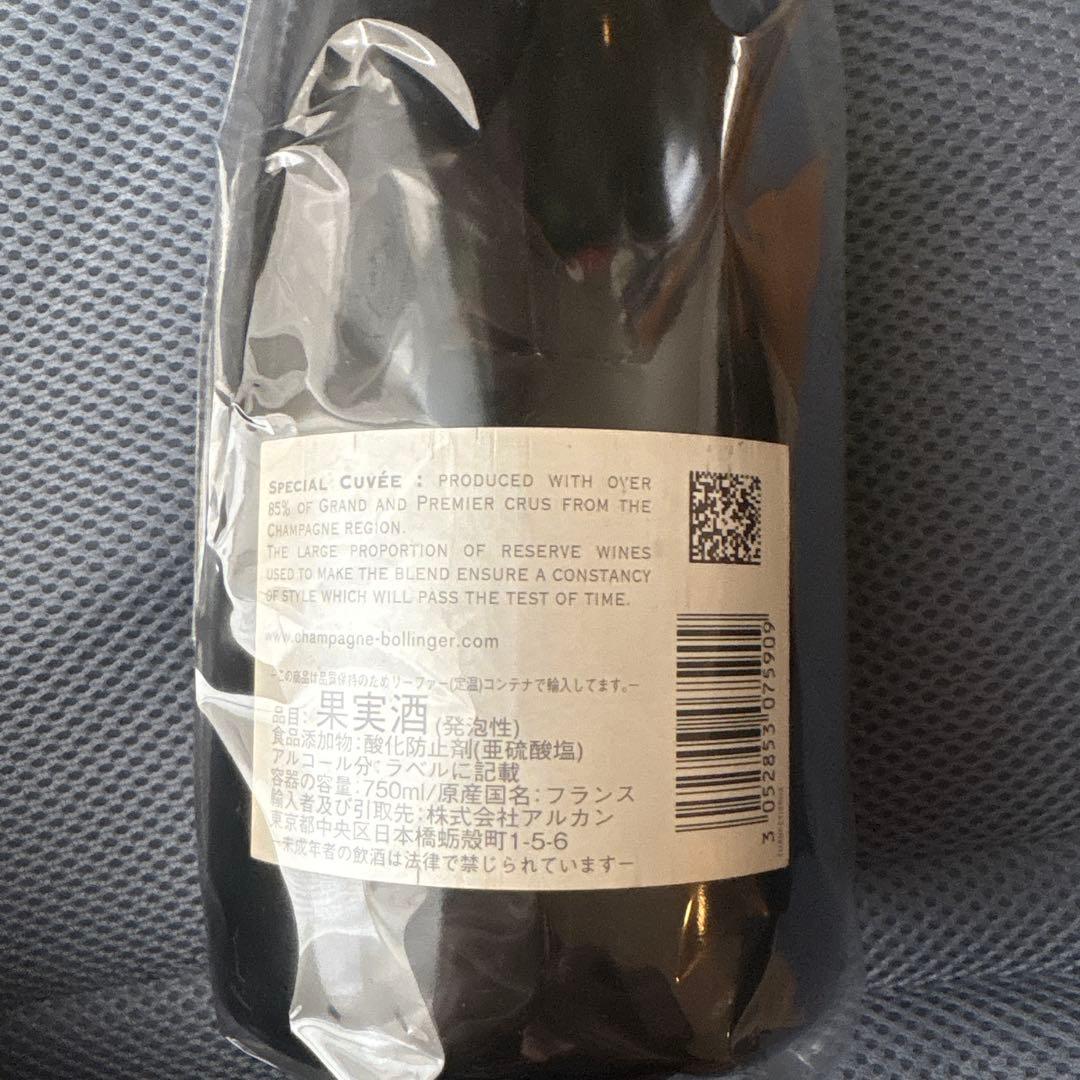 SPECIAL CUVÉE : PRODUCED WITH OVER
85% OF GRAND AND PREMIER CRUS FROM THE
CHAMPAGNE REGION.
THE LARGE PROPORTION OF RESERVE WINES
USED TO MAKE THE BLEND ENSURE A CONSTANCY
OF STYLE WHICH WILL PASS THE TEST OF TIME.
www.champagne-bollinger.com
—この商品は品質保持のためリーファー(定温)コンテナで輸入してます。—
品目:果実酒(発泡性)
食品添加物:酸化防止剤(亜硫酸塩)
アルコール分:ラベルに記載
容器の容量:750ml/原産国名:フランス
輸入者及び引取先:株式会社アルカン
東京都中央区日本橋蛎殻町1-5-6
—未成年者の飲酒は法律で禁じられています—
3 052853 075909